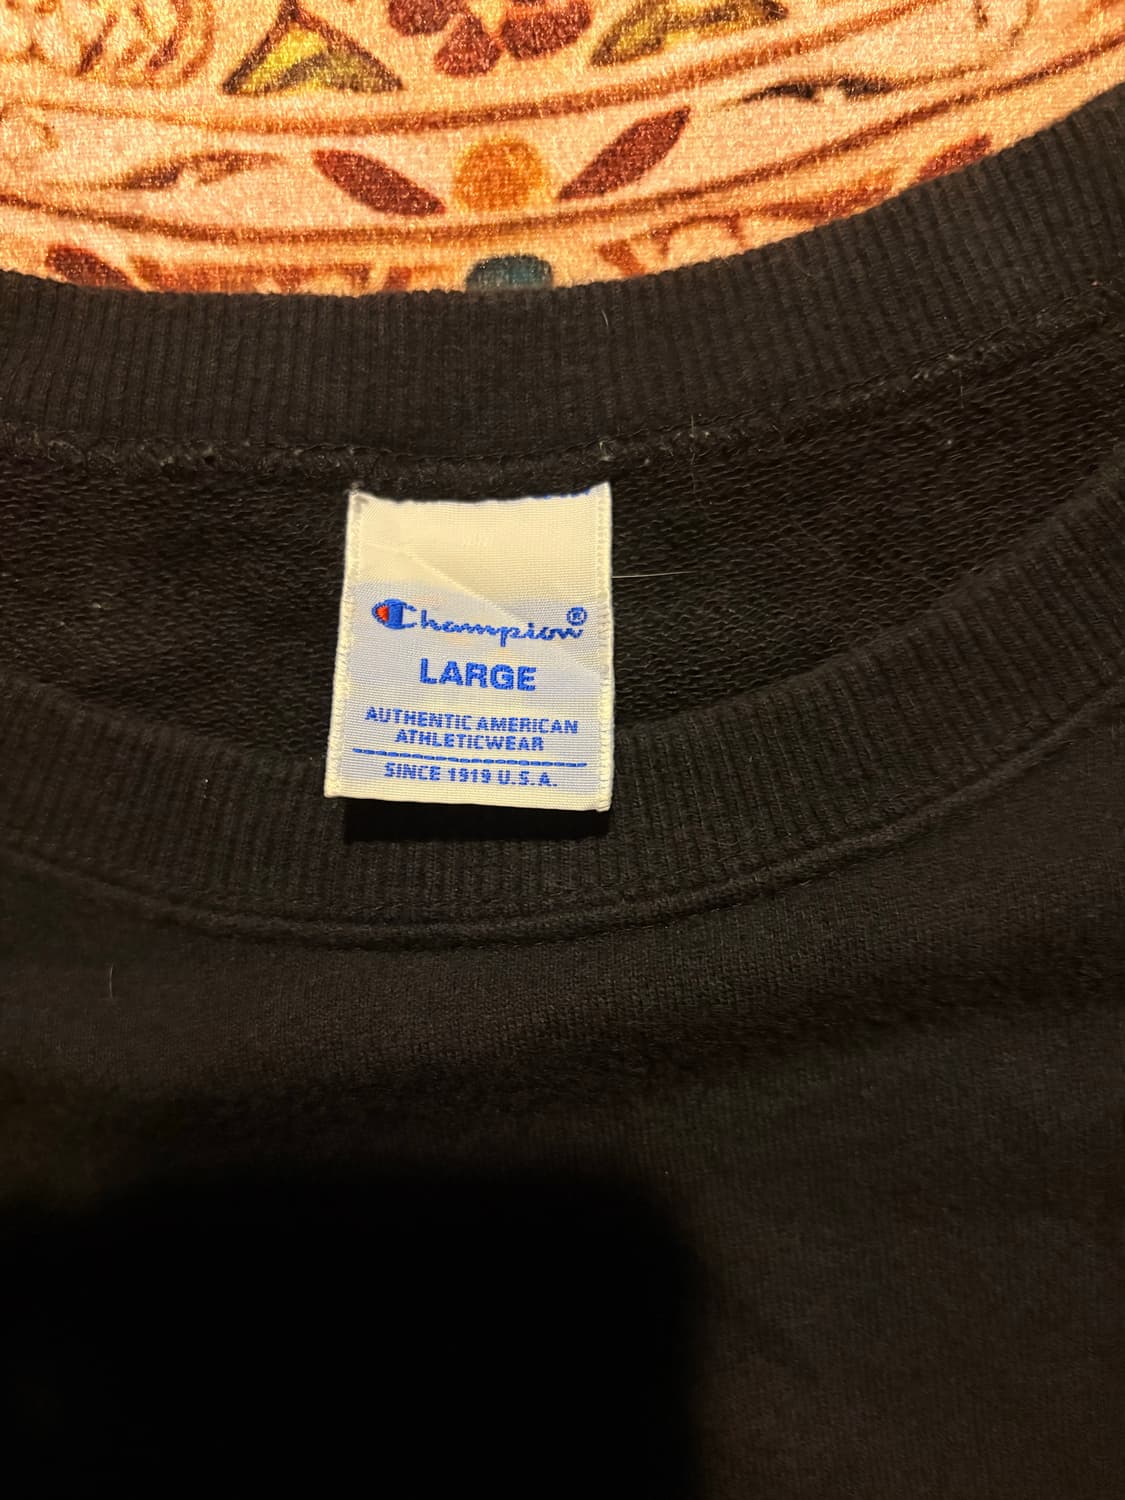 Champion®
LARGE
AUTHENTIC AMERICAN
ATHLETICWEAR
SINCE 1919 U.S.A.